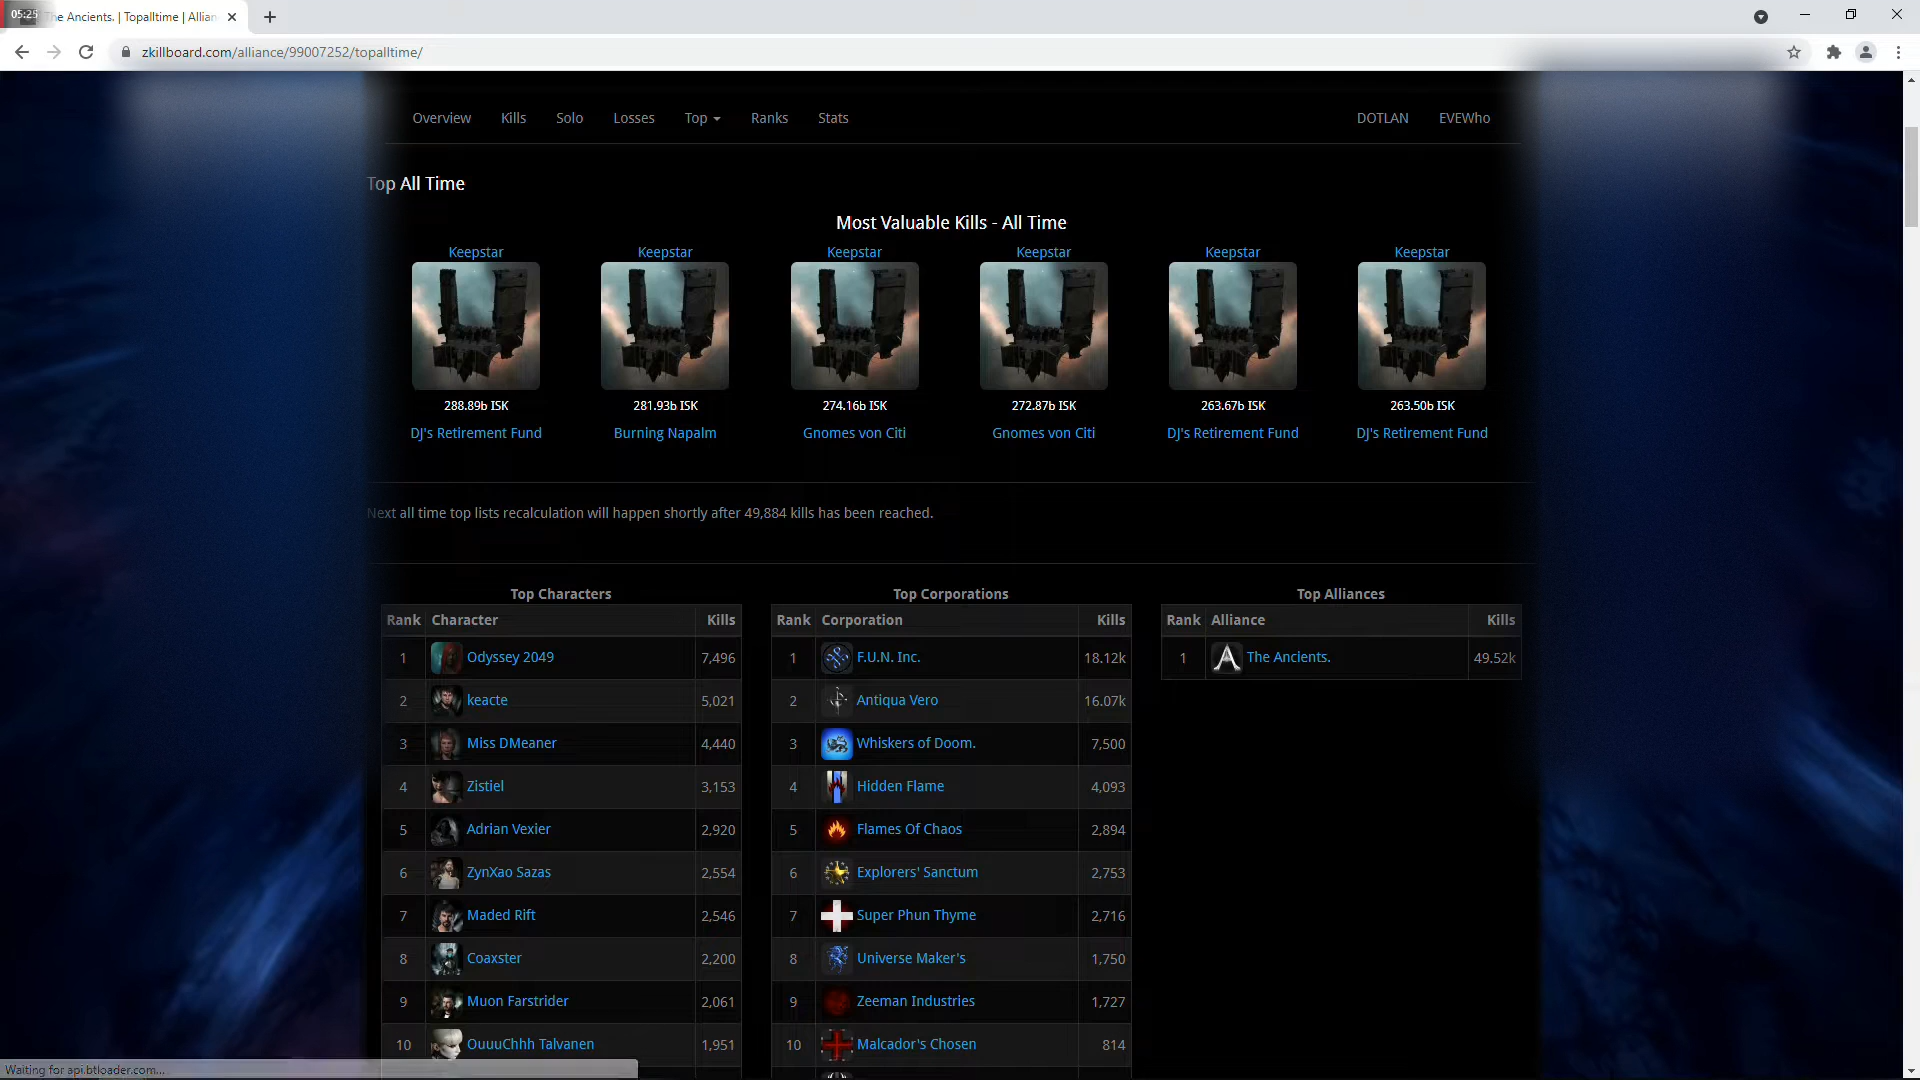 05:25
he Ancients. | Topalltime | Allian
zkillboard.com/alliance/99007252/topalltime/
Overview Kills Solo Losses Top Ranks Stats DOTLAN EVEWho
Top All Time
Most Valuable Kills - All Time
Keepstar Keepstar Keepstar Keepstar Keepstar Keepstar
288.89b ISK 281.93b ISK 274.16b ISK 272.87b ISK 263.67b ISK 263.50b ISK
DJ's Retirement Fund Burning Napalm Gnomes von Citi Gnomes von Citi DJ's Retirement Fund DJ's Retirement Fund
Next all time top lists recalculation will happen shortly after 49,884 kills has been reached.
Top Characters
Rank Character Kills
1 Odyssey 2049 7,496
2 keacte 5,021
3 Miss DMeaner 4,440
4 Zistiel 3,153
5 Adrian Vexier 2,920
6 ZynXao Sazas 2,554
7 Maded Rift 2,546
8 Coaxster 2,200
9 Muon Farstrider 2,061
10 OuuuChhh Talvanen 1,951
Top Corporations
Rank Corporation Kills
1 F.U.N. Inc. 18.12k
2 Antiqua Vero 16.07k
3 Whiskers of Doom. 7,500
4 Hidden Flame 4,093
5 Flames Of Chaos 2,894
6 Explorers' Sanctum 2,753
7 Super Phun Thyme 2,716
8 Universe Maker's 1,750
9 Zeeman Industries 1,727
10 Malcador's Chosen 814
Top Alliances
Rank Alliance Kills
1 The Ancients. 49.52k
Waiting for api.btloader.com...